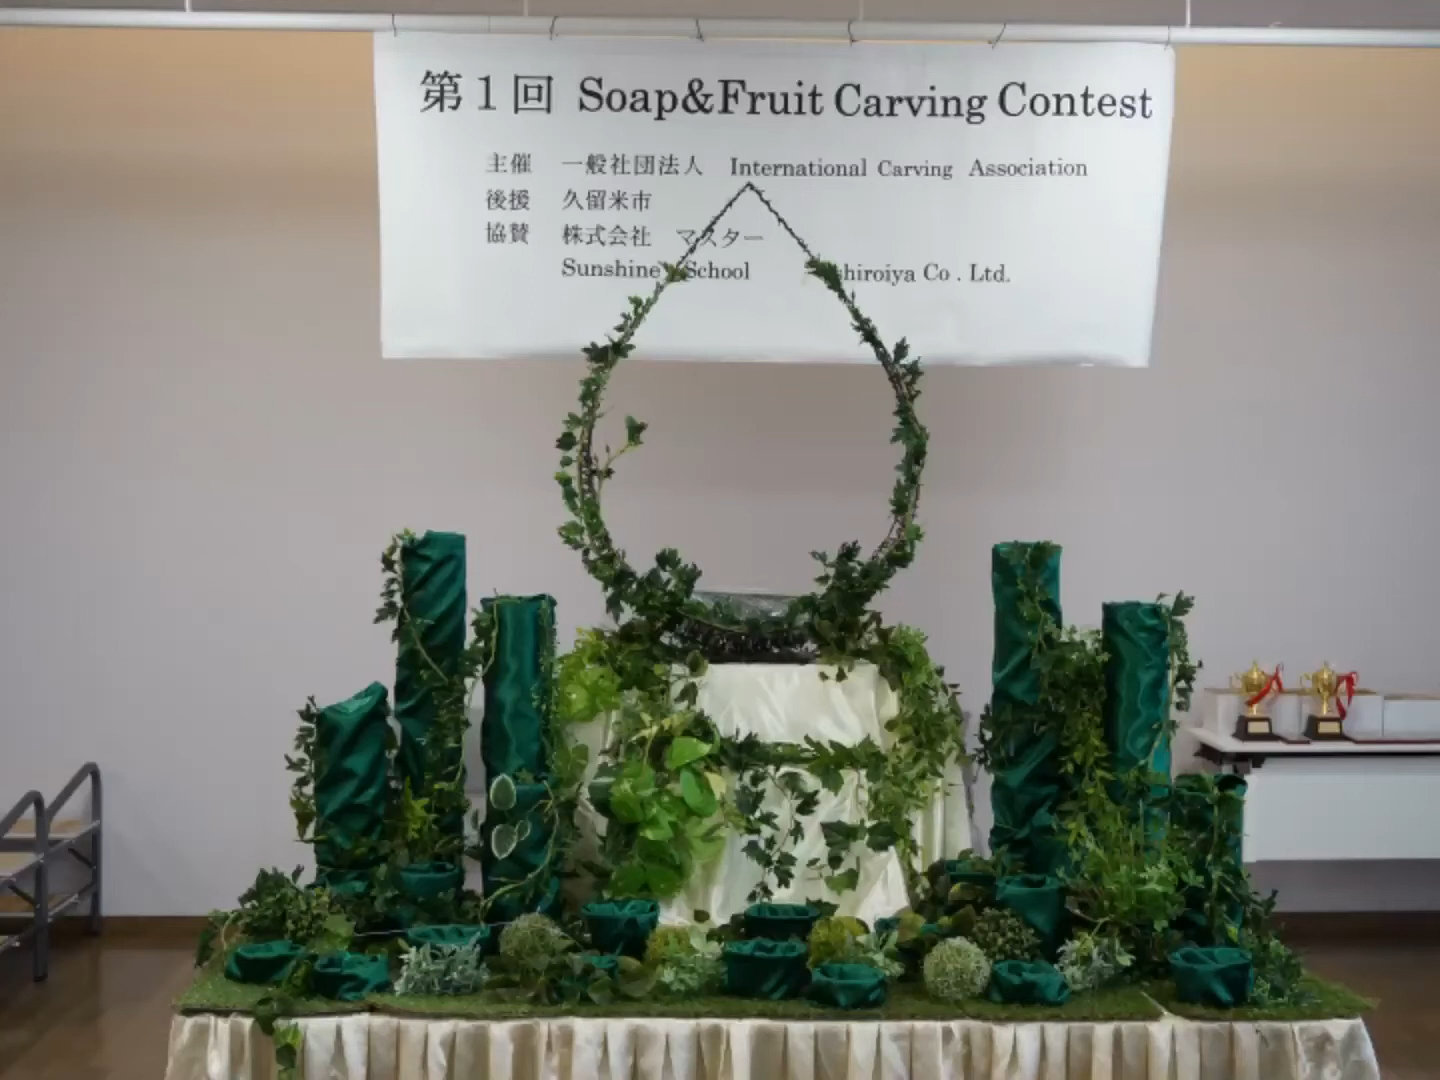 第1回 Soap&Fruit Carving Contest
主催 一般社団法人 International Carving Association
後援 久留米市
協賛 株式会社 マスター
Sunshine School Co . Ltd.